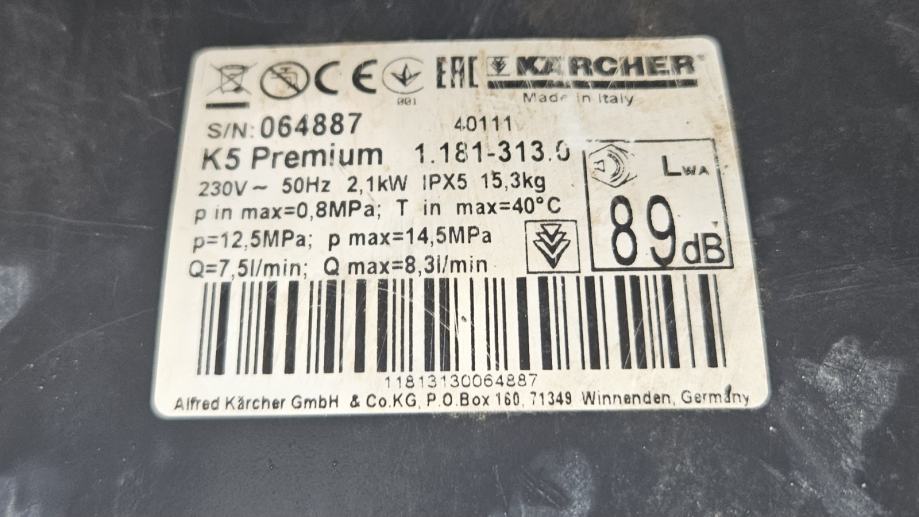 CE 001 EAC KÄRCHER
Made in Italy
S/N: 064887 40111
K5 Premium 1.181-313.0
230V ~ 50Hz 2,1kW IPX5 15,3kg
p in max=0,8MPa; T in max=40°C
p=12,5MPa; p max=14,5MPa
Q=7,5l/min; Q max=8,3l/min
LWA
89dB
11813130064887
Alfred Kärcher GmbH & Co.KG, P.O.Box 160, 71349 Winnenden, Germany